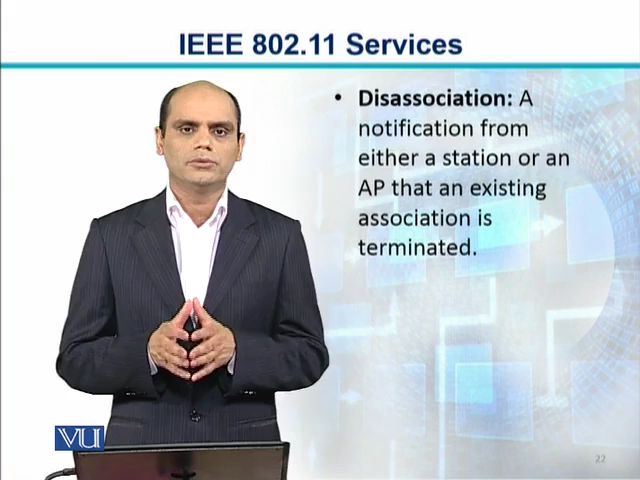 IEEE 802.11 Services
• Disassociation: A
notification from
either a station or an
AP that an existing
association is
terminated.
VU
22